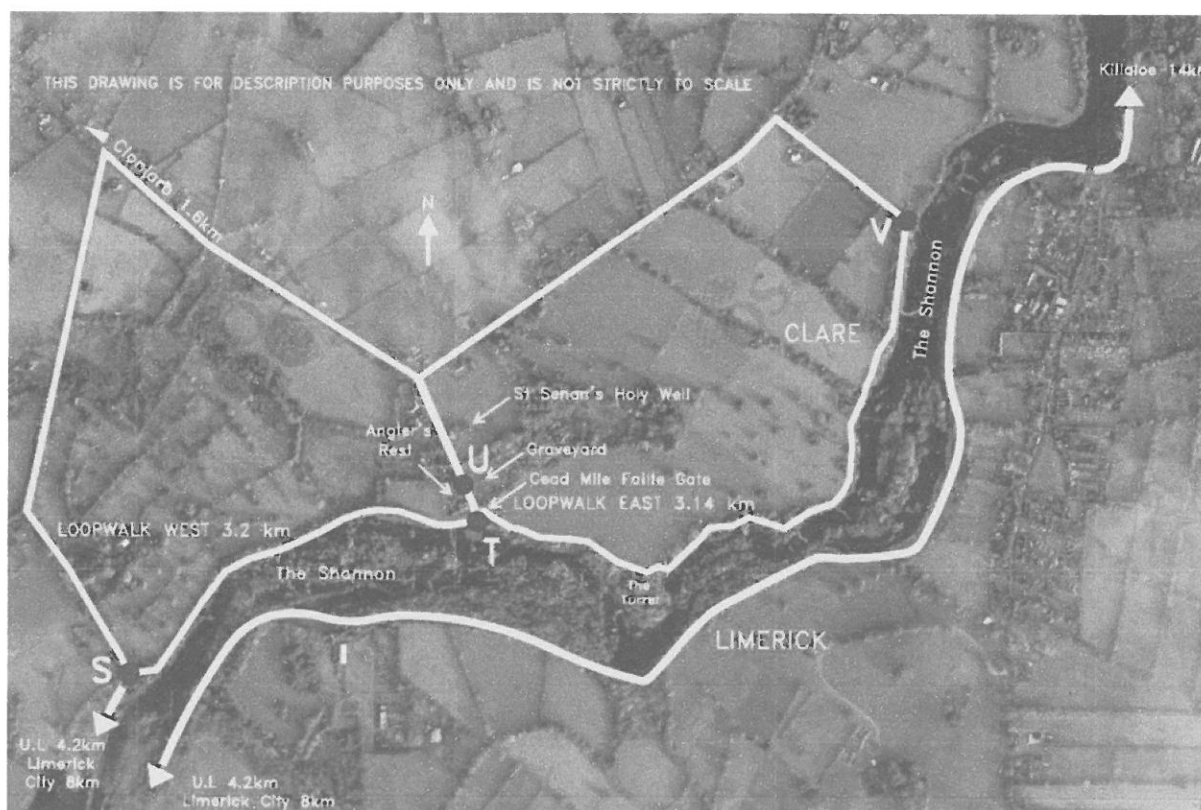 Killaloe 14km
THIS DRAWING IS FOR DESCRIPTION PURPOSES ONLY AND IS NOT STRICTLY TO SCALE
Clonlara 1.6km
N
V
The Shannon
CLARE
St Senan's Holy Well
Angler's
Rest
U
Graveyard
Cead Mile Failte Gate
LOOPWALK EAST 3.14 km
LOOPWALK WEST 3.2 km
T
The Shannon
The
Turret
LIMERICK
I
S
U.L 4.2km
Limerick
City 8km
U.L 4.2km
Limerick City 8km